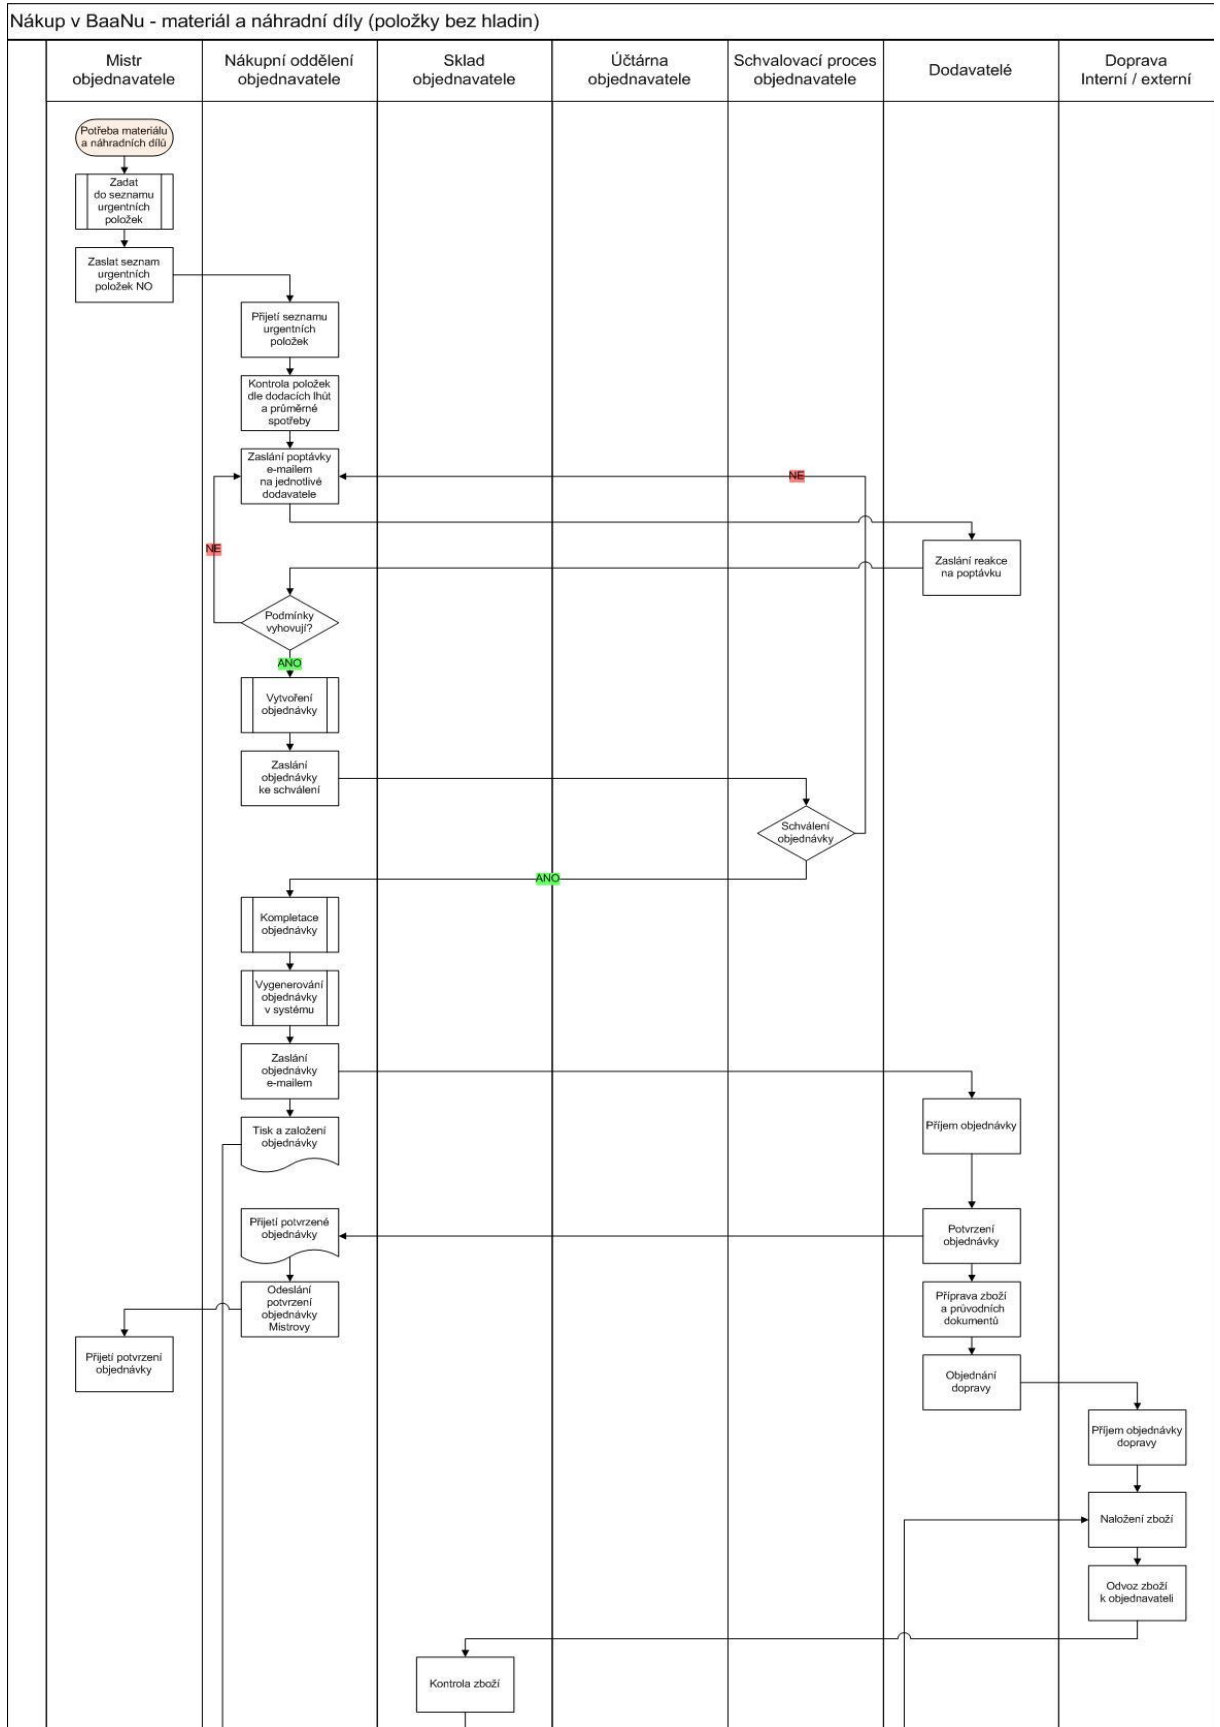 Nákup v BaaNu - materiál a náhradní díly (položky bez hladin)
Mistr
objednavatele
Nákupní oddělení
objednavatele
Sklad
objednavatele
Účtárna
objednavatele
Schvalovací proces
objednavatele
Dodavatelé
Doprava
Interní / externí
Potřeba materiálu
a náhradních dílů
Zadat
do seznamu
urgentních
položek
Zaslat seznam
urgentních
položek NO
Přijetí seznamu
urgentních
položek
Kontrola položek
dle dodacích lhůt
a průměrné
spotřeby
Zaslání poptávky
e-mailem
na jednotlivé
dodavatele
NE
NE
Zaslání reakce
na poptávku
Podmínky
vyhovují?
ANO
Vytvoření
objednávky
Zaslání
objednávky
ke schválení
Schválení
objednávky
ANO
Kompletace
objednávky
Vygenerování
objednávky
v systému
Zaslání
objednávky
e-mailem
Tisk a založení
objednávky
Příjem objednávky
Přijetí potvrzené
objednávky
Potvrzení
objednávky
Odeslání
potvrzení
objednávky
Mistrovy
Příprava zboží
a průvodních
dokumentů
Přijetí potvrzení
objednávky
Objednání
dopravy
Příjem objednávky
dopravy
Naložení zboží
Odvoz zboží
k objednavateli
Kontrola zboží